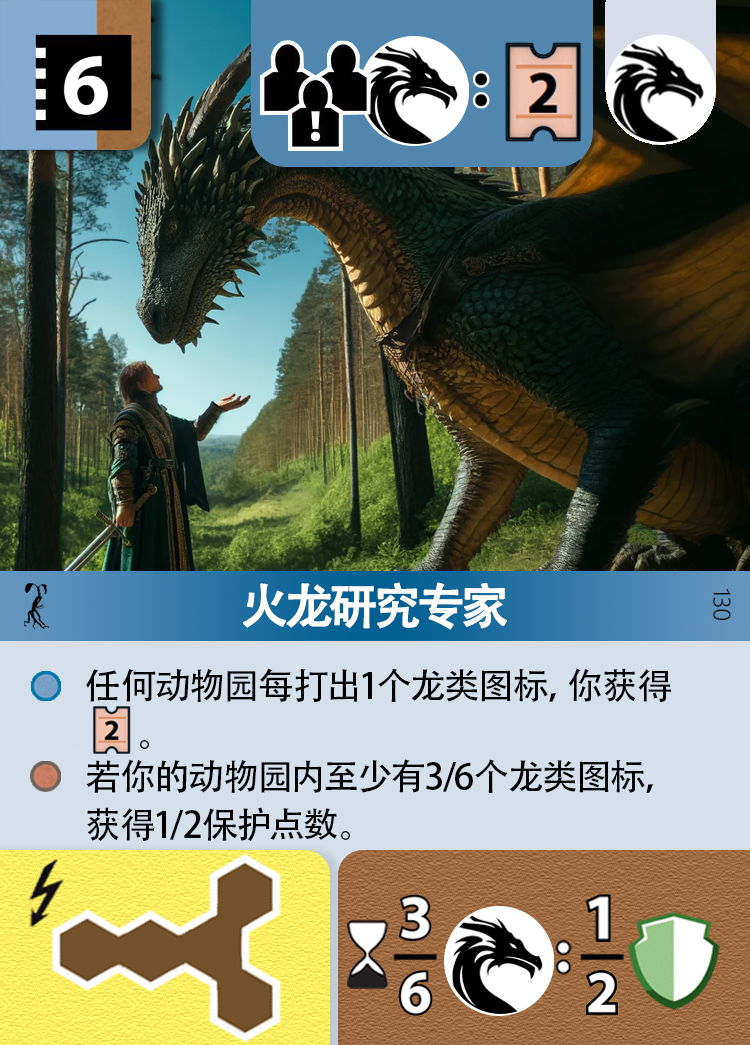 6
! : 2
火龙研究专家
130
任何动物园每打出1个龙类图标, 你获得
2。
若你的动物园内至少有3/6个龙类图标,
获得1/2保护点数。
3 : 1
6 2